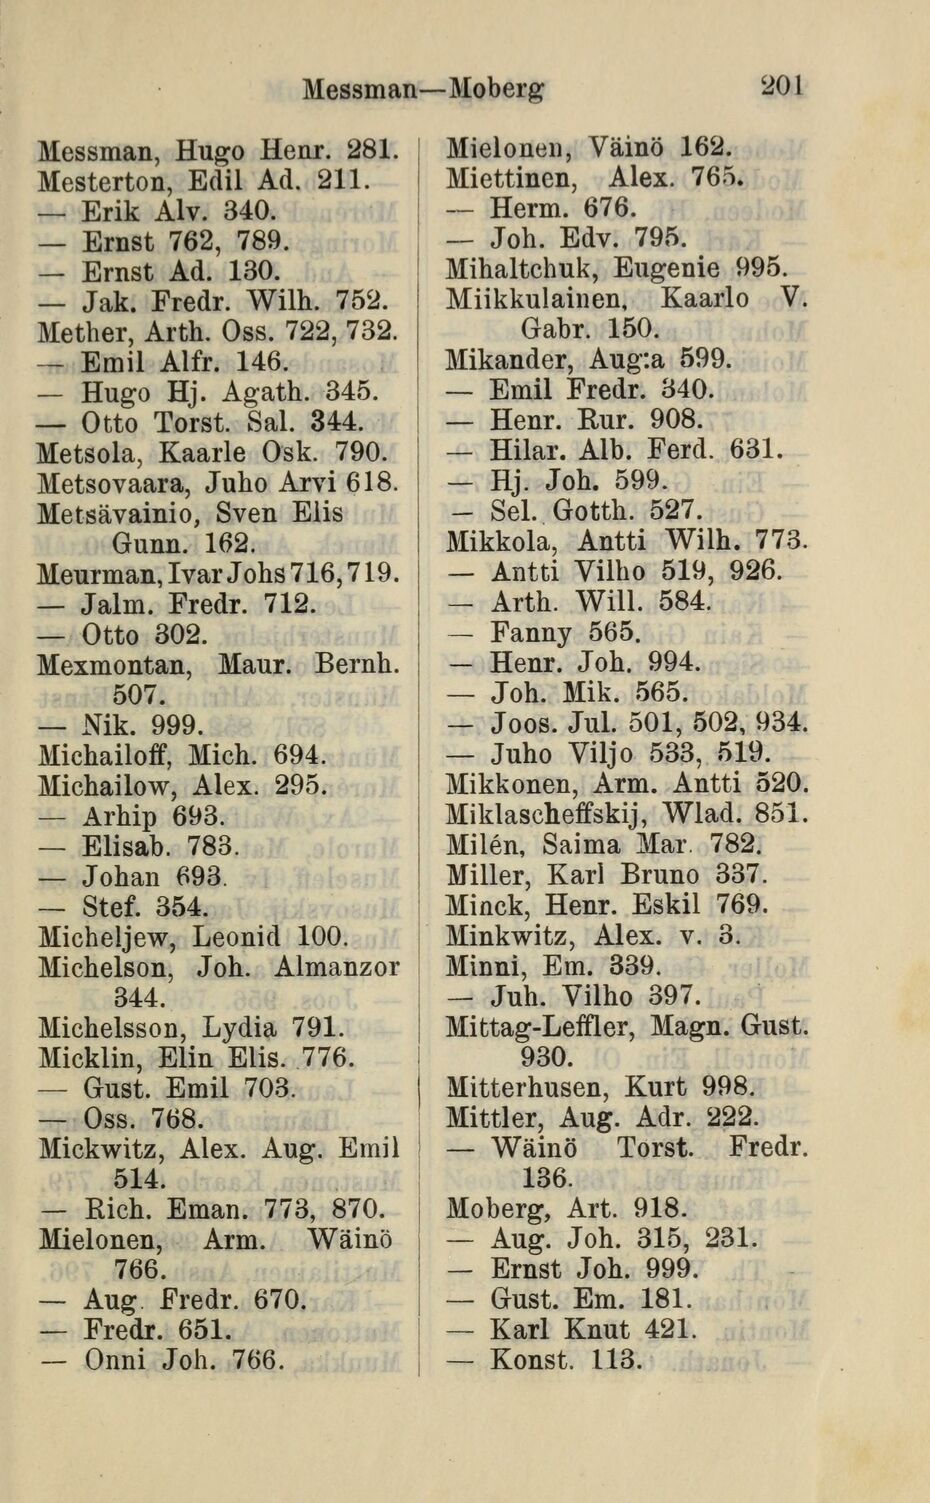 Messman—Moberg 201
Messman, Hugo Henr. 281.
Mesterton, Edil Ad. 211.
— Erik Alv. 340.
— Ernst 762, 789.
— Ernst Ad. 130.
— Jak. Fredr. Wilh. 752.
Mether, Arth. Oss. 722, 732.
— Emil Alfr. 146.
— Hugo Hj. Agath. 345.
— Otto Torst. Sal. 344.
Metsola, Kaarle Osk. 790.
Metsovaara, Juho Arvi 618.
Metsävainio, Sven Elis
Gunn. 162.
Meurman, Ivar Johs 716, 719.
— Jalm. Fredr. 712.
— Otto 302.
Mexmontan, Maur. Bernh.
507.
— Nik. 999.
Michailoff, Mich. 694.
Michailow, Alex. 295.
— Arhip 693.
— Elisab. 783.
— Johan 693.
— Stef. 354.
Micheljew, Leonid 100.
Michelson, Joh. Almanzor
344.
Michelsson, Lydia 791.
Micklin, Elin Elis. 776.
— Gust. Emil 703.
— Oss. 768.
Mickwitz, Alex. Aug. Emil
514.
— Rich. Eman. 773, 870.
Mielonen, Arm. Wäinö
766.
— Aug. Fredr. 670.
— Fredr. 651.
— Onni Joh. 766.
Mielonen, Väinö 162.
Miettinen, Alex. 765.
— Herm. 676.
— Joh. Edv. 795.
Mihaltchuk, Eugenie 995.
Miikkulainen, Kaarlo V.
Gabr. 150.
Mikander, Aug:a 599.
— Emil Fredr. 340.
— Henr. Rur. 908.
— Hilar. Alb. Ferd. 631.
— Hj. Joh. 599.
— Sel. Gotth. 527.
Mikkola, Antti Wilh. 773.
— Antti Vilho 519, 926.
— Arth. Will. 584.
— Fanny 565.
— Henr. Joh. 994.
— Joh. Mik. 565.
— Joos. Jul. 501, 502, 934.
— Juho Viljo 533, 519.
Mikkonen, Arm. Antti 520.
Miklascheffskij, Wlad. 851.
Milén, Saima Mar. 782.
Miller, Karl Bruno 337.
Minck, Henr. Eskil 769.
Minkwitz, Alex. v. 3.
Minni, Em. 339.
— Juh. Vilho 397.
Mittag-Leffler, Magn. Gust.
930.
Mitterhusen, Kurt 998.
Mittler, Aug. Adr. 222.
— Wäinö Torst. Fredr.
136.
Moberg, Art. 918.
— Aug. Joh. 315, 231.
— Ernst Joh. 999.
— Gust. Em. 181.
— Karl Knut 421.
— Konst. 113.